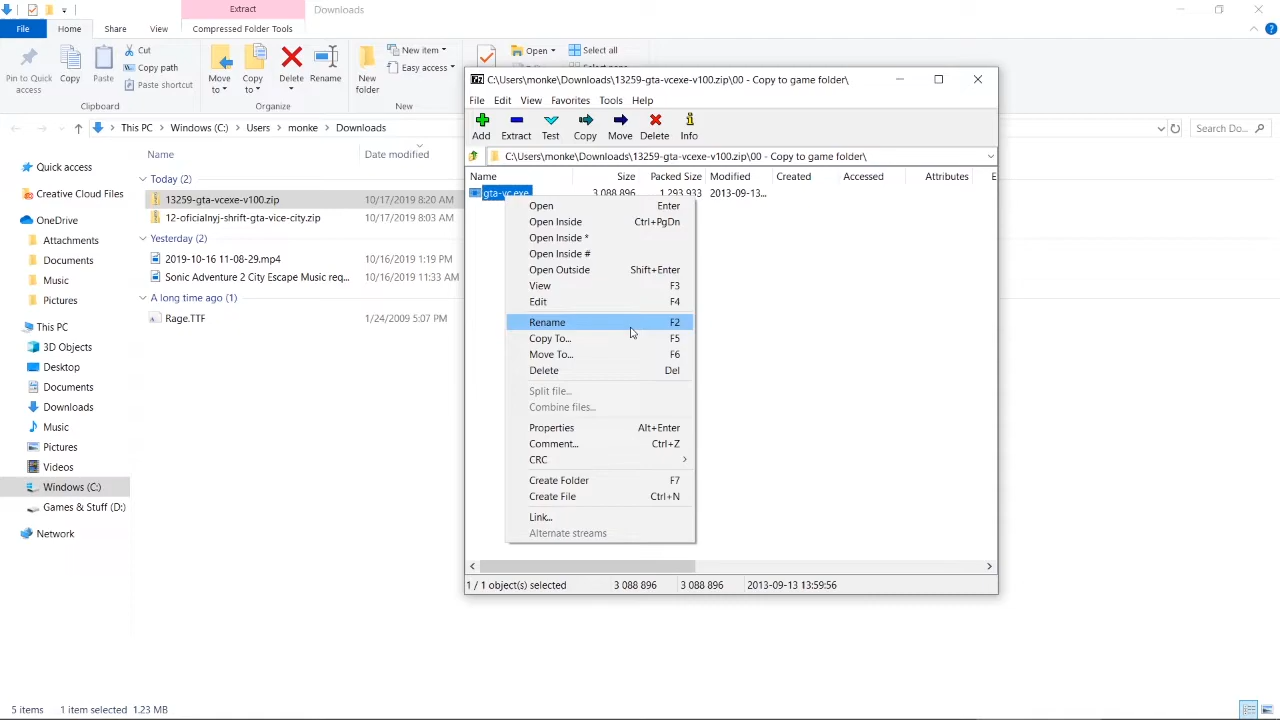 Extract
Downloads
File
Home
Share
View
Compressed Folder Tools
Pin to Quick access
Copy
Paste
Cut
Copy path
Paste shortcut
Clipboard
Move to
Copy to
Delete
Rename
Organize
New folder
New item
Easy access
New
Open
Select all
This PC
Windows (C:)
Users
monke
Downloads
Search Do...
Quick access
Creative Cloud Files
OneDrive
Attachments
Documents
Music
Pictures
This PC
3D Objects
Desktop
Documents
Downloads
Music
Pictures
Videos
Windows (C:)
Games & Stuff (D:)
Network
Name
Date modified
Today (2)
13259-gta-vcexe-v100.zip 10/17/2019 8:20 AM
12-oficialnyj-shrift-gta-vice-city.zip 10/17/2019 8:03 AM
Yesterday (2)
2019-10-16 11-08-29.mp4 10/16/2019 1:19 PM
Sonic Adventure 2 City Escape Music req... 10/16/2019 11:33 AM
A long time ago (1)
Rage.TTF 1/24/2009 5:07 PM
5 items 1 item selected 1.23 MB
C:\Users\monke\Downloads\13259-gta-vcexe-v100.zip\00 - Copy to game folder\
File Edit View Favorites Tools Help
Add Extract Test Copy Move Delete Info
C:\Users\monke\Downloads\13259-gta-vcexe-v100.zip\00 - Copy to game folder\
Name Size Packed Size Modified Created Accessed Attributes E
gta-vc.exe 3 088 896 1 293 933 2013-09-13...
Open Enter
Open Inside Ctrl+PgDn
Open Inside *
Open Inside #
Open Outside Shift+Enter
View F3
Edit F4
Rename F2
Copy To... F5
Move To... F6
Delete Del
Split file...
Combine files...
Properties Alt+Enter
Comment... Ctrl+Z
CRC
Create Folder F7
Create File Ctrl+N
Link...
Alternate streams
1 / 1 object(s) selected 3 088 896 3 088 896 2013-09-13 13:59:56